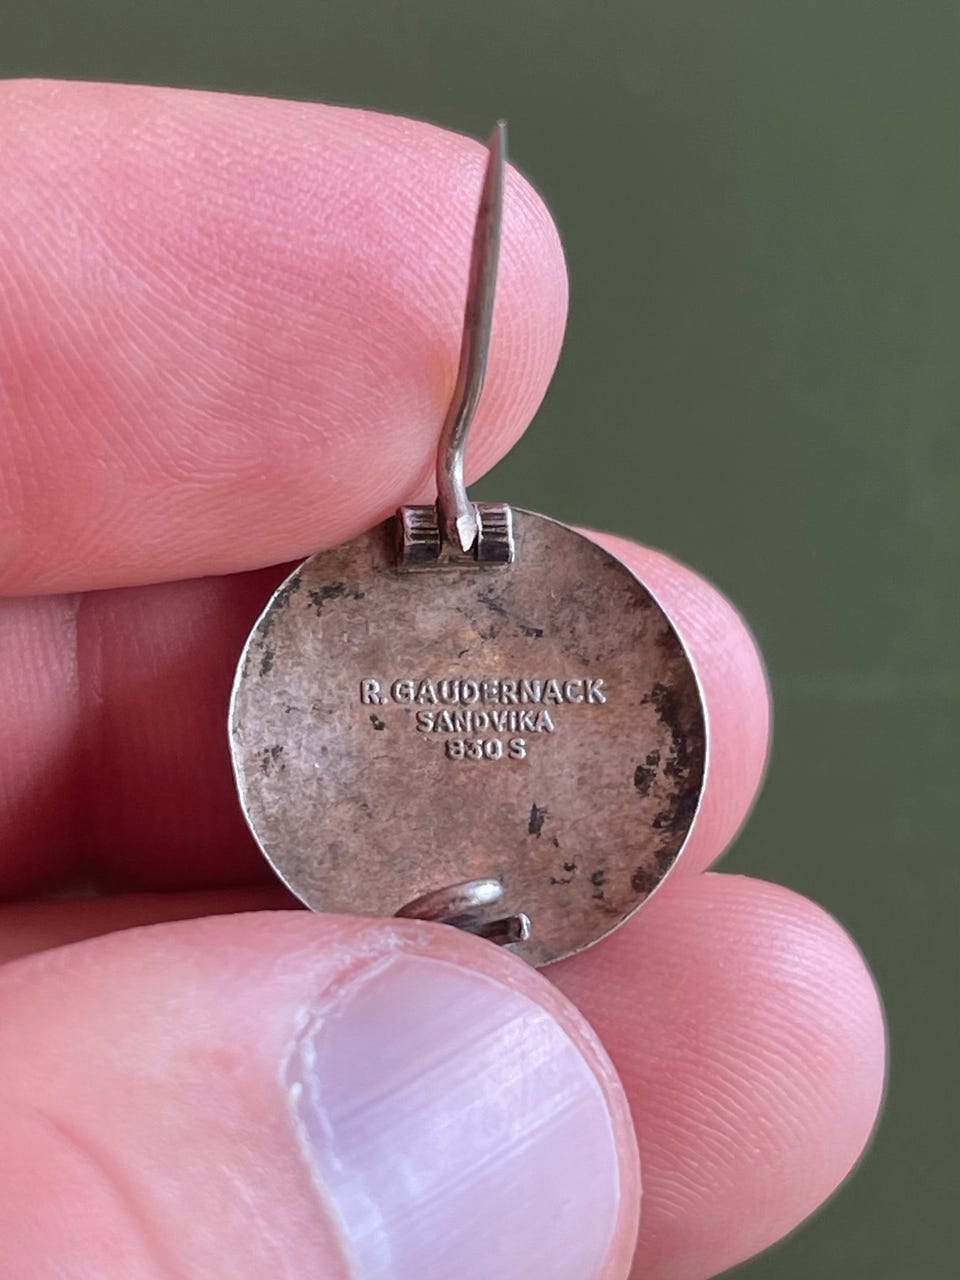 R. GAUDERNACK
SANDVIKA
830 S